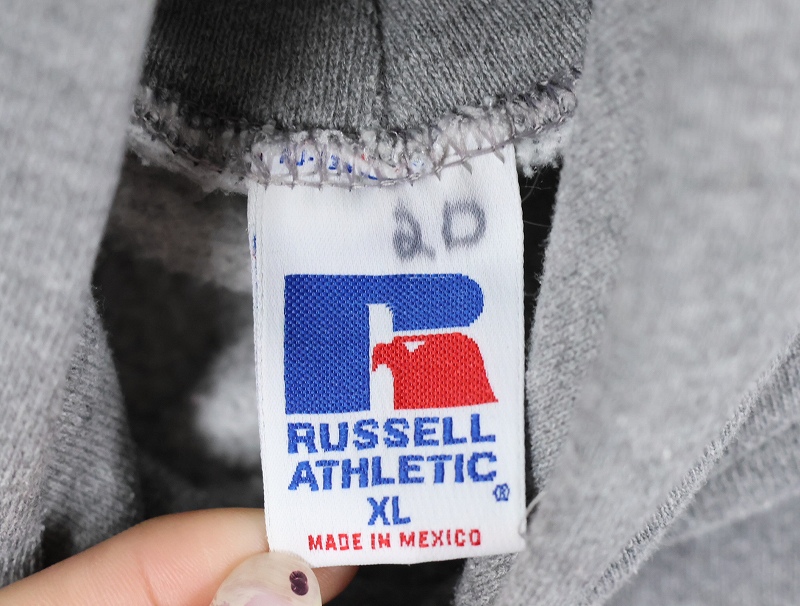 20
RUSSELL
ATHLETIC
®
XL
MADE IN MEXICO